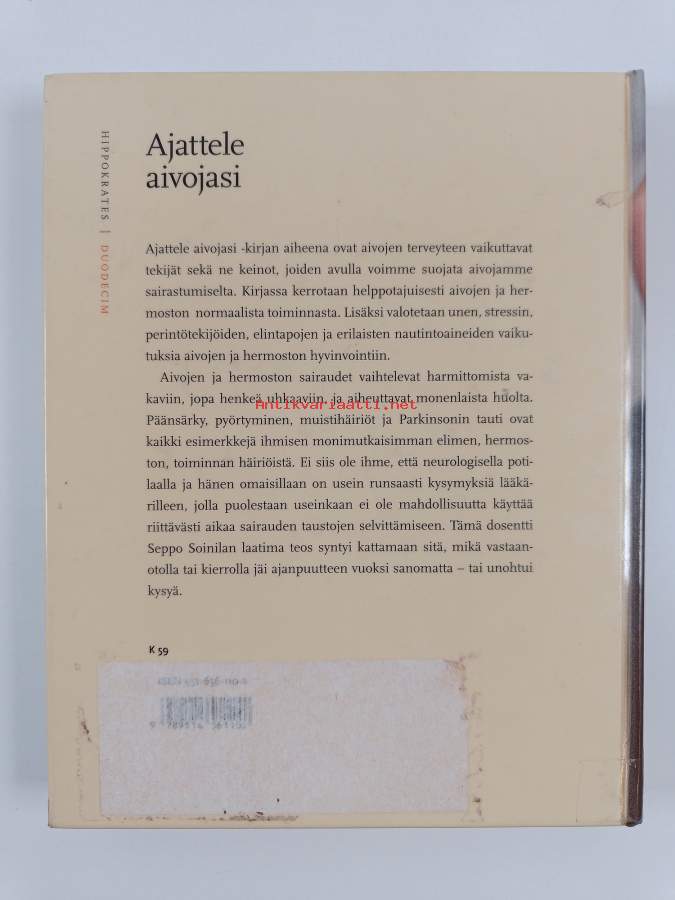 HIPPOKRATES | DUODECIM
Ajattele
aivojasi
Ajattele aivojasi -kirjan aiheena ovat aivojen terveyteen vaikuttavat
tekijät sekä ne keinot, joiden avulla voimme suojata aivojamme
sairastumiselta. Kirjassa kerrotaan helppotajuisesti aivojen ja her-
moston normaalista toiminnasta. Lisäksi valotetaan unen, stressin,
perintötekijöiden, elintapojen ja erilaisten nautintoaineiden vaiku-
tuksia aivojen ja hermoston hyvinvointiin.
Aivojen ja hermoston sairaudet vaihtelevat harmittomista va-
kaviin, jopa henkeä uhkaaviin, ja aiheuttavat monenlaista huolta.
Antikvariaatti.net
Päänsärky, pyörtyminen, muistihäiriöt ja Parkinsonin tauti ovat
kaikki esimerkkejä ihmisen monimutkaisimman elimen, hermos-
ton, toiminnan häiriöistä. Ei siis ole ihme, että neurologisella poti-
laalla ja hänen omaisillaan on usein runsaasti kysymyksiä lääkä-
rilleen, jolla puolestaan useinkaan ei ole mahdollisuutta käyttää
riittävästi aikaa sairauden taustojen selvittämiseen. Tämä dosentti
Seppo Soinilan laatima teos syntyi kattamaan sitä, mikä vastaan-
otolla tai kierrolla jäi ajanpuutteen vuoksi sanomatta – tai unohtui
kysyä.
K 59